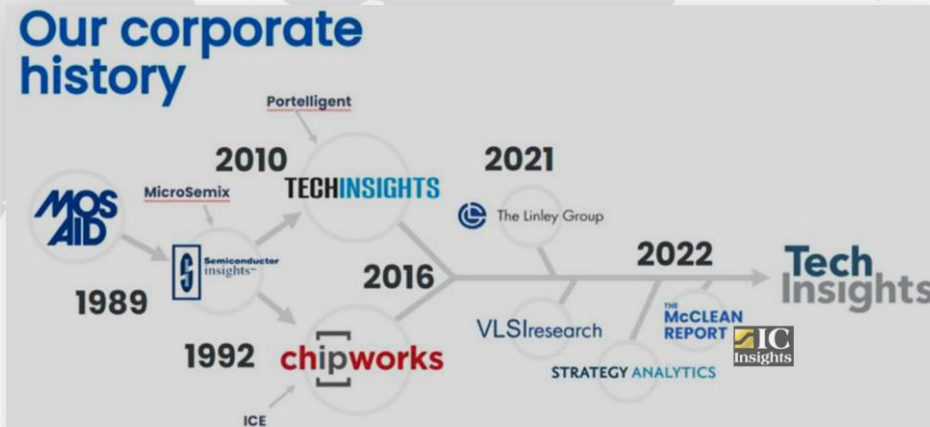 Our corporate
history
Portelligent
2010
TECHINSIGHTS
2021
MicroSemix
MOS
AID
The Linley Group
Semiconductor
insights™
1989
2016
2022
Tech
Insights
VLSIresearch
THE
McCLEAN
REPORT
IC
Insights
1992
chipworks
STRATEGY ANALYTICS
ICE